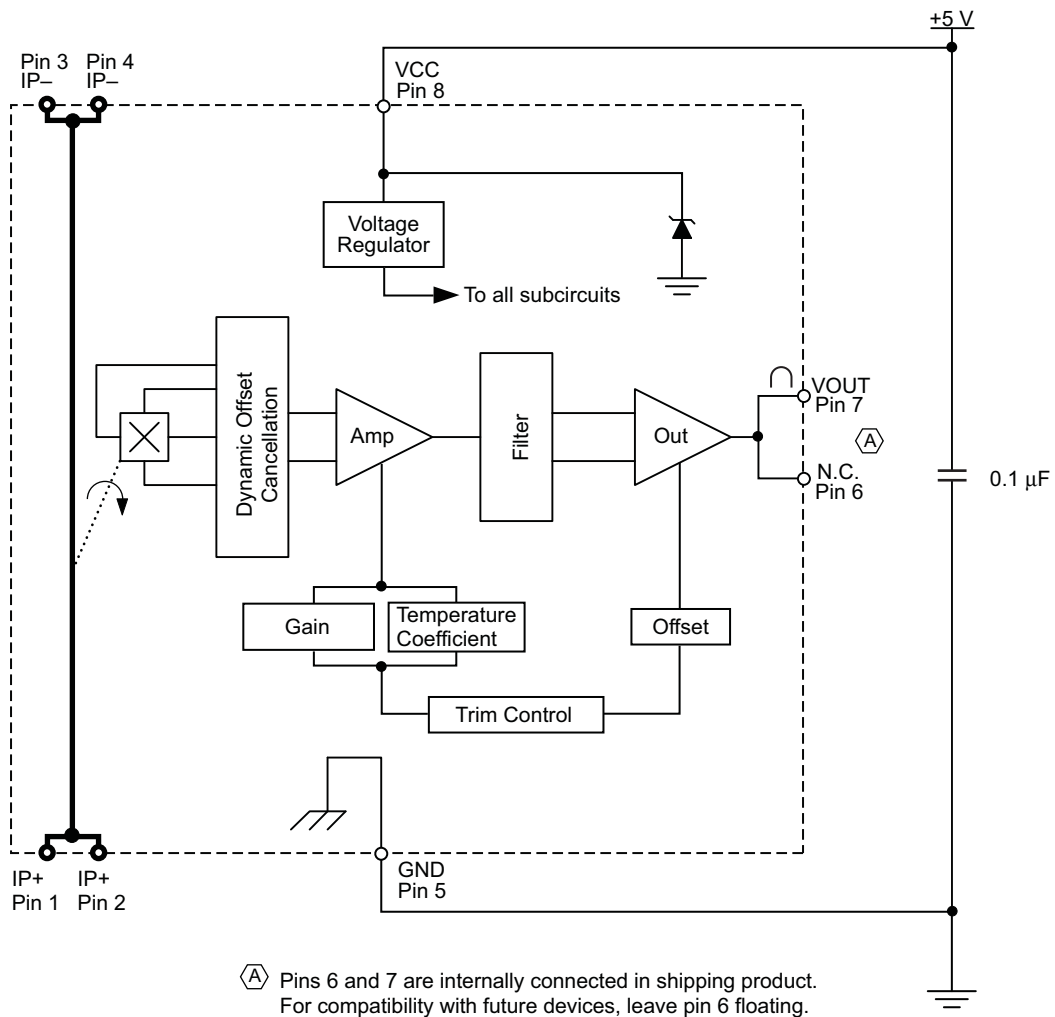 +5 V
Pin 3 Pin 4
IP– IP–
VCC
Pin 8
Voltage
Regulator
To all subcircuits
Dynamic Offset
Cancellation
Amp
Filter
Out
VOUT
Pin 7
A
N.C.
Pin 6
0.1 μF
Gain
Temperature
Coefficient
Offset
Trim Control
GND
Pin 5
IP+ IP+
Pin 1 Pin 2
A Pins 6 and 7 are internally connected in shipping product.
For compatibility with future devices, leave pin 6 floating.